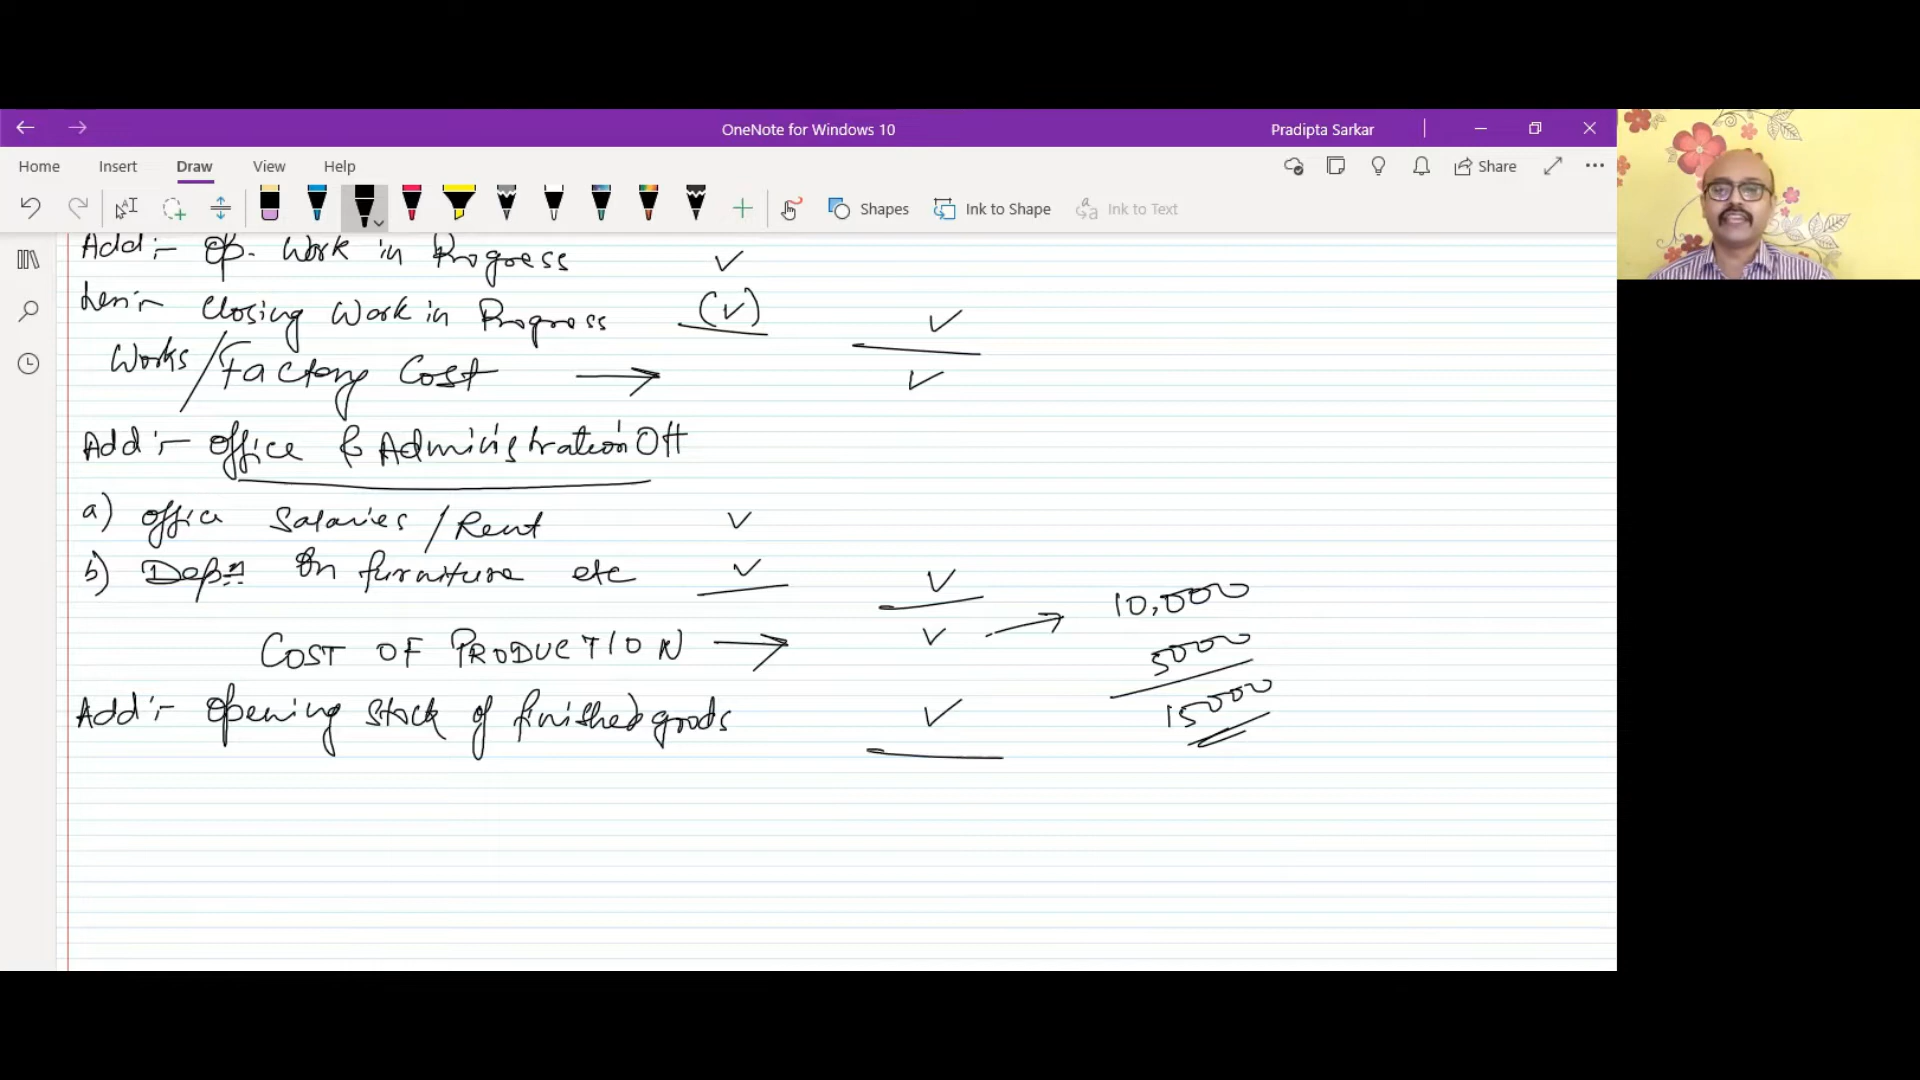 OneNote for Windows 10
Pradipta Sarkar
Home Insert Draw View Help
Share
Shapes Ink to Shape Ink to Text
Add :- Op. Work in Progress ✓
Less :- Closing Work in Progress (✓) ✓
Works/Factory Cost → ✓
Add :- Office & Administration OH
a) Office Salaries/Rent ✓
b) Depn on furniture etc ✓ ✓
COST OF PRODUCTION → ✓ → 10,000
5000
Add :- Opening Stock of finished goods ✓ 15000